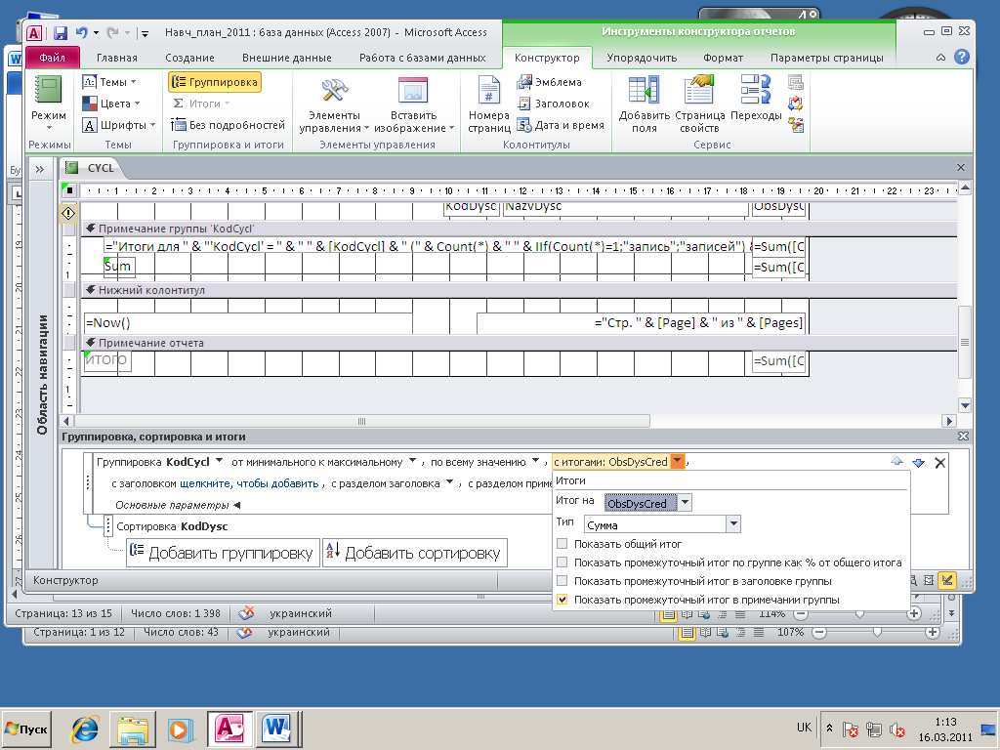 4°
Навч_план_2011 : база данных (Access 2007) - Microsoft Access
Инструменты конструктора отчетов
Файл Главная Создание Внешние данные Работа с базами данных Конструктор Упорядочить Формат Параметры страницы
Режим
Темы
Цвета
Шрифты
Группировка
Σ Итоги
Без подробностей
Элементы управления
Вставить изображение
Номера страниц
Эмблема
Заголовок
Дата и время
Добавить поля
Страница свойств
Переходы
Режимы Темы Группировка и итоги Элементы управления Колонтитулы Сервис
Бу
» CYCL
1 2 3 4 5 6 7 8 9 10 11 12 13 14 15 16 17 18 19 20 21 22 23
KodDysc NazvDysc ObsDysC
Примечание группы 'KodCycl'
="Итоги для " & "'KodCycl' = " & " " & [KodCycl] & " (" & Count(*) & " " & IIf(Count(*)=1;"запись";"записей") & =Sum([C
Sum =Sum([C
1
Нижний колонтитул
=Now() ="Стр. " & [Page] & " из " & [Pages]
Примечание отчета
ИТОГО =Sum([C
1
Область навигации
Группировка, сортировка и итоги
Группировка KodCycl от минимального к максимальному , по всему значению , с итогами: ObsDysCred ,
с заголовком щелкните, чтобы добавить , с разделом заголовка , с разделом приме
Основные параметры
Сортировка KodDysc
Добавить группировку Добавить сортировку
Итоги
Итог на ObsDysCred
Тип Сумма
Показать общий итог
Показать промежуточный итог по группе как % от общего итога
Показать промежуточный итог в заголовке группы
Показать промежуточный итог в примечании группы
Конструктор
Страница: 13 из 15 Число слов: 1 398 украинский 114%
Страница: 1 из 12 Число слов: 43 украинский 107%
Пуск UK 1:13
16.03.2011